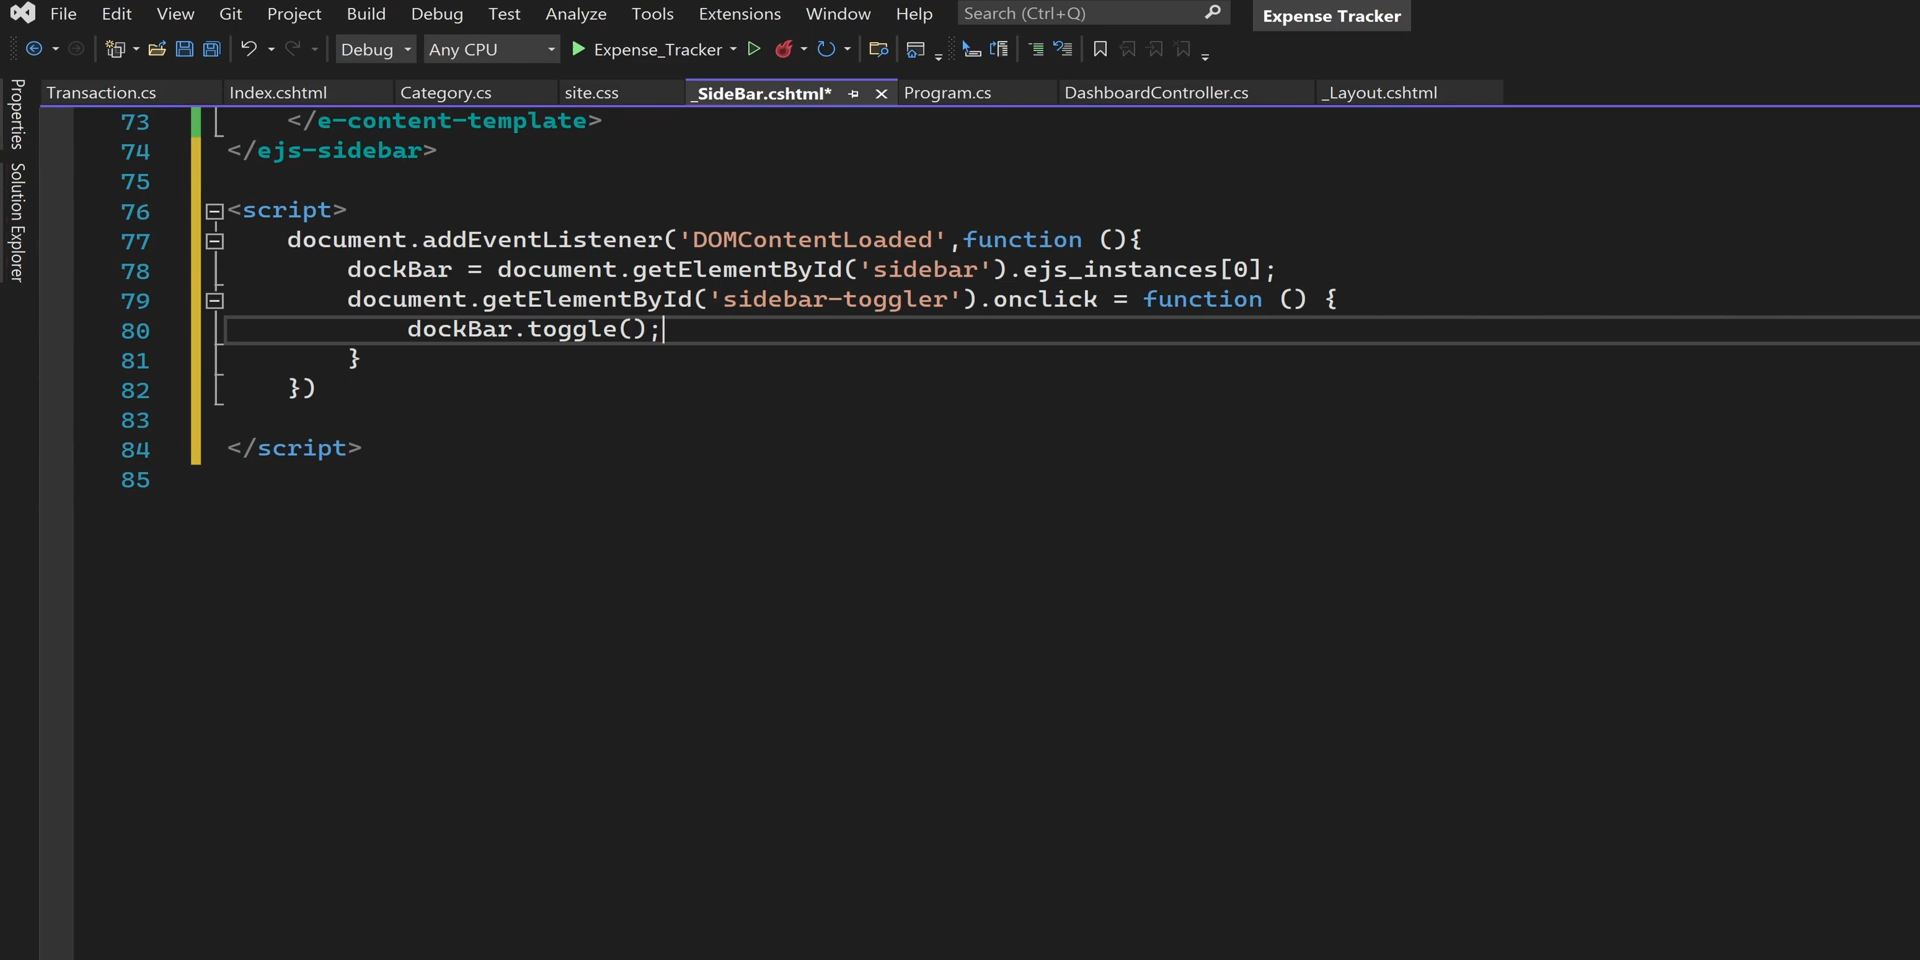 File Edit View Git Project Build Debug Test Analyze Tools Extensions Window Help Search (Ctrl+Q) Expense Tracker
Debug Any CPU Expense_Tracker
Properties
Solution Explorer
Transaction.cs Index.cshtml Category.cs site.css _SideBar.cshtml* Program.cs DashboardController.cs _Layout.cshtml
73 </e-content-template>
74 </ejs-sidebar>
75
76 <script>
77 document.addEventListener('DOMContentLoaded',function (){
78 dockBar = document.getElementById('sidebar').ejs_instances[0];
79 document.getElementById('sidebar-toggler').onclick = function () {
80 dockBar.toggle();
81 }
82 })
83
84 </script>
85